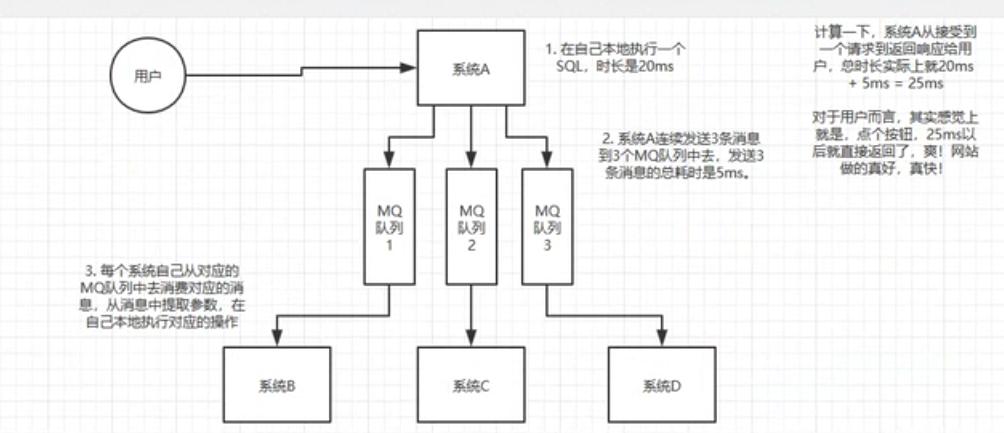 用户
系统A
1. 在自己本地执行一个
SQL，时长是20ms
计算一下，系统A从接受到
一个请求到返回响应给用
户，总时长实际上就20ms
+ 5ms = 25ms
对于用户而言，其实感觉上
就是，点个按钮，25ms以
后就直接返回了，爽！网站
做的真好，真快！
2. 系统A连续发送3条消息
到3个MQ队列中去，发送3
条消息的总耗时是5ms。
MQ
队列
1
MQ
队列
2
MQ
队列
3
3. 每个系统自己从对应的
MQ队列中去消费对应的消
息，从消息中提取参数，在
自己本地执行对应的操作
系统B
系统C
系统D